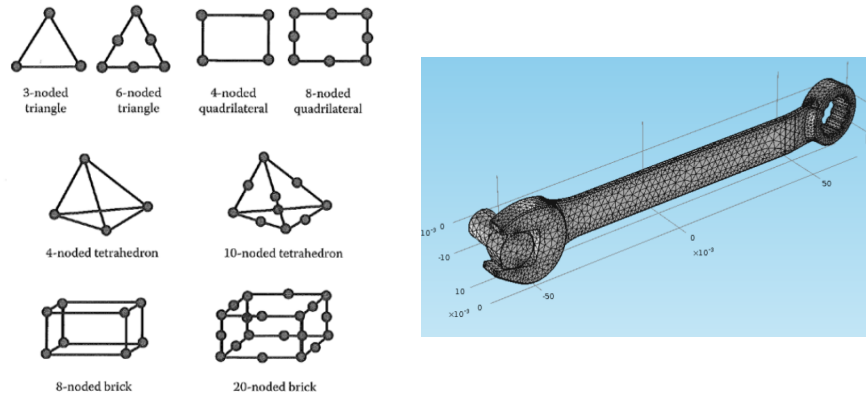 3-noded
triangle
6-noded
triangle
4-noded
quadrilateral
8-noded
quadrilateral
4-noded tetrahedron
10-noded tetrahedron
8-noded brick
20-noded brick
10⁻³ 0
-10
10
×10⁻³
0
-50
0
×10⁻³
50